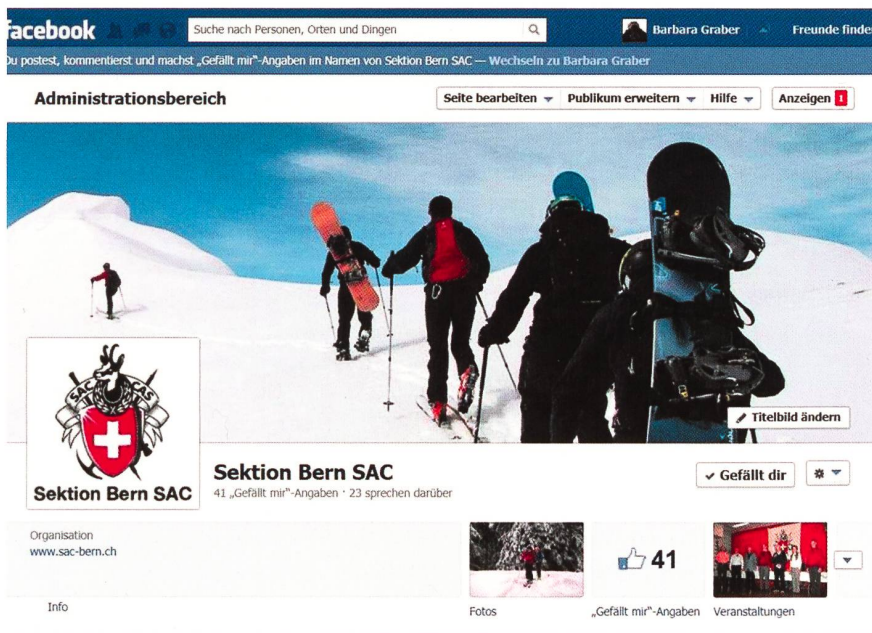 facebook
Suche nach Personen, Orten und Dingen
Barbara Graber
Freunde finde
Du postest, kommentierst und machst „Gefällt mir"-Angaben im Namen von Sektion Bern SAC — Wechseln zu Barbara Graber
Administrationsbereich
Seite bearbeiten
Publikum erweitern
Hilfe
Anzeigen 1
SAC CAS
Sektion Bern SAC
Titelbild ändern
Sektion Bern SAC
Gefällt dir
41 „Gefällt mir"-Angaben · 23 sprechen darüber
Organisation
www.sac-bern.ch
41
Info
Fotos
„Gefällt mir"-Angaben
Veranstaltungen